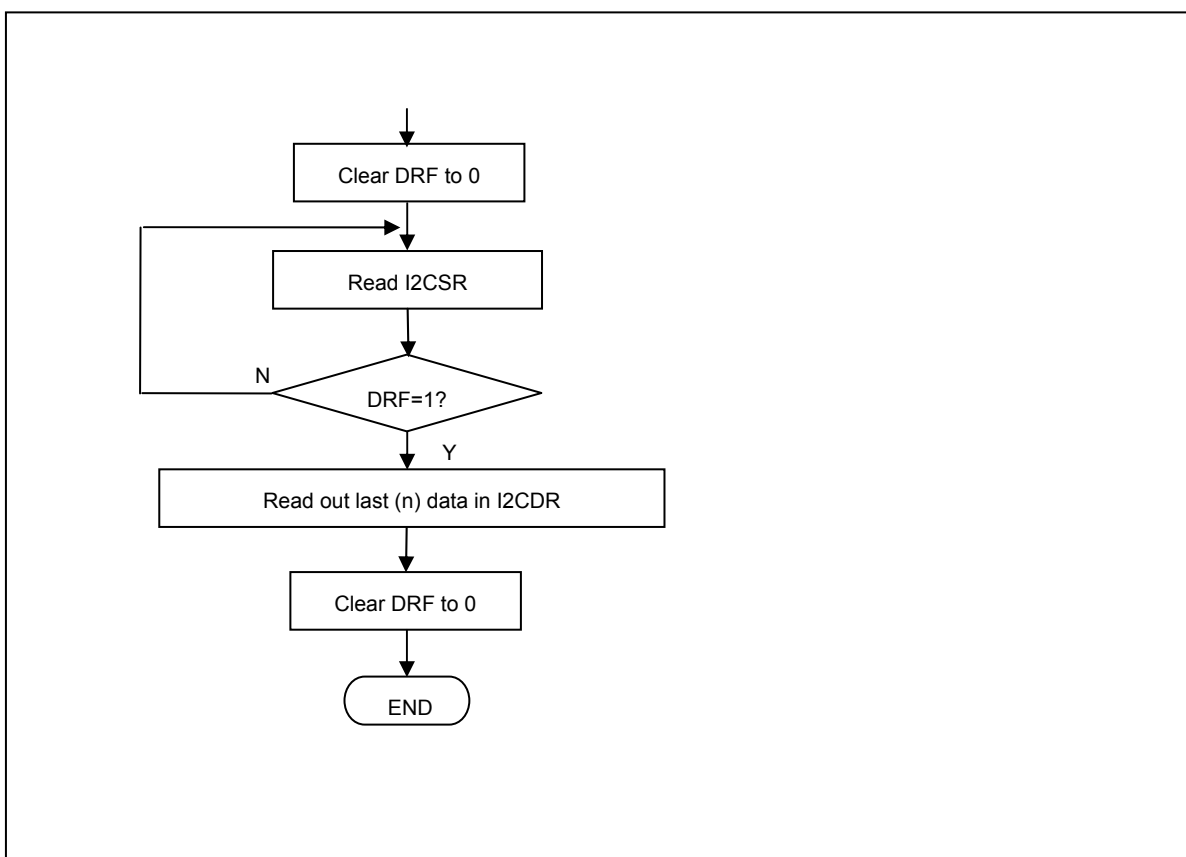 Clear DRF to 0
Read I2CSR
N
DRF=1?
Y
Read out last (n) data in I2CDR
Clear DRF to 0
END